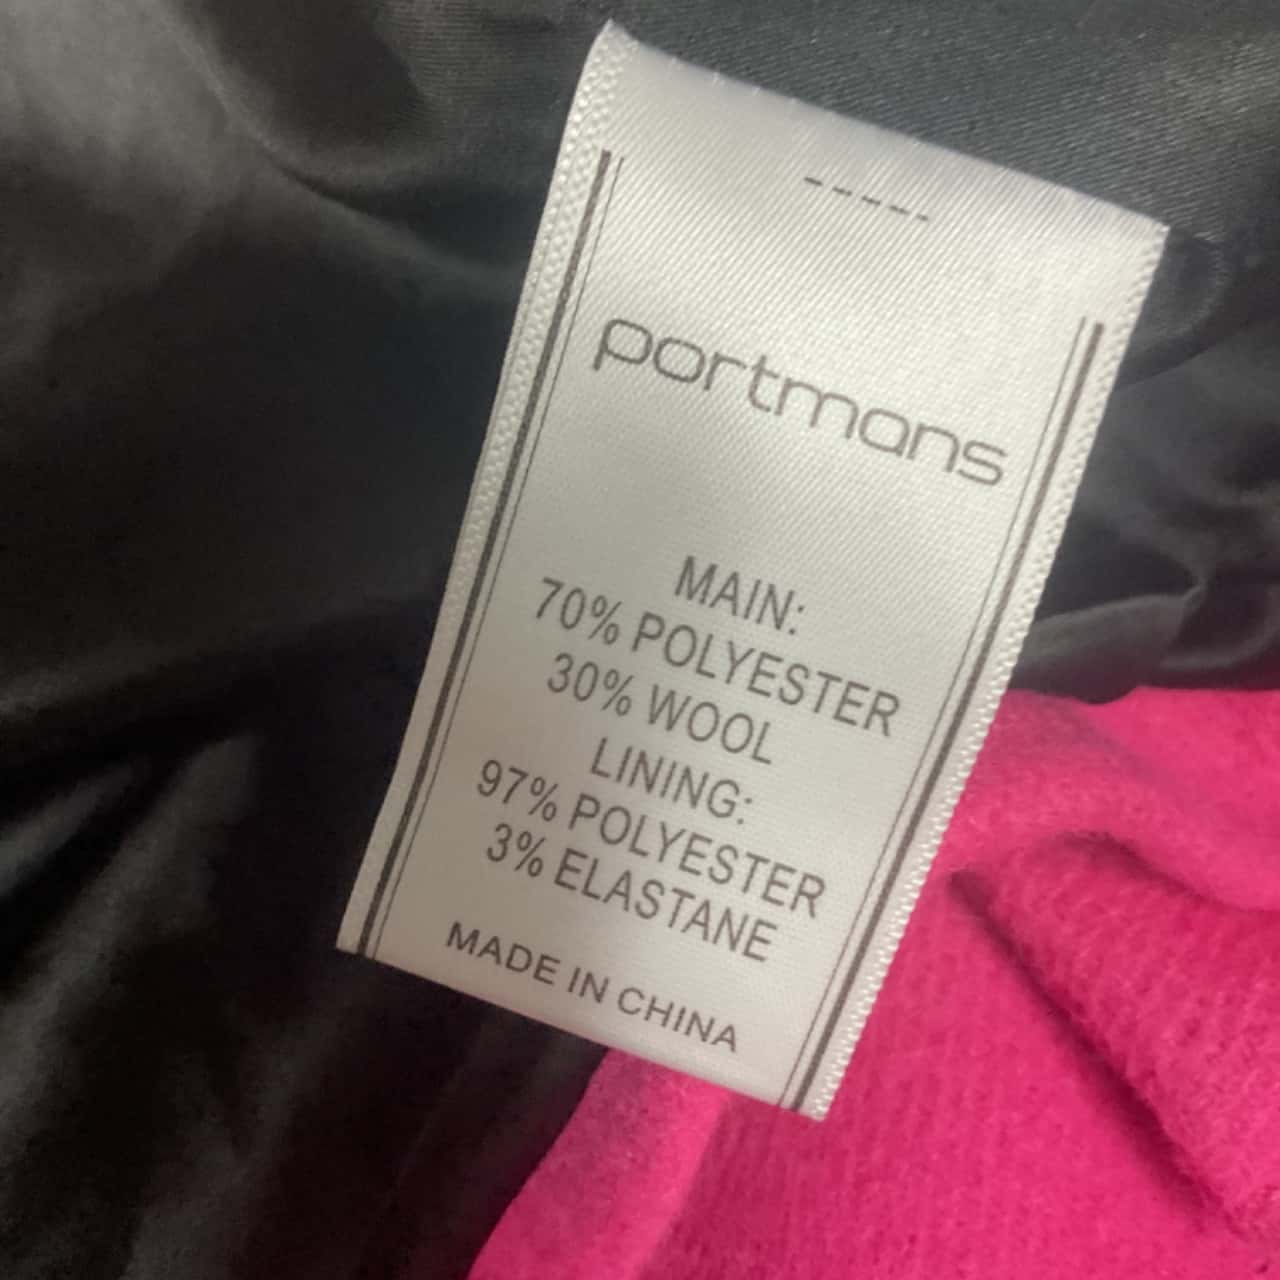 portmans
MAIN:
70% POLYESTER
30% WOOL
LINING:
97% POLYESTER
3% ELASTANE
MADE IN CHINA